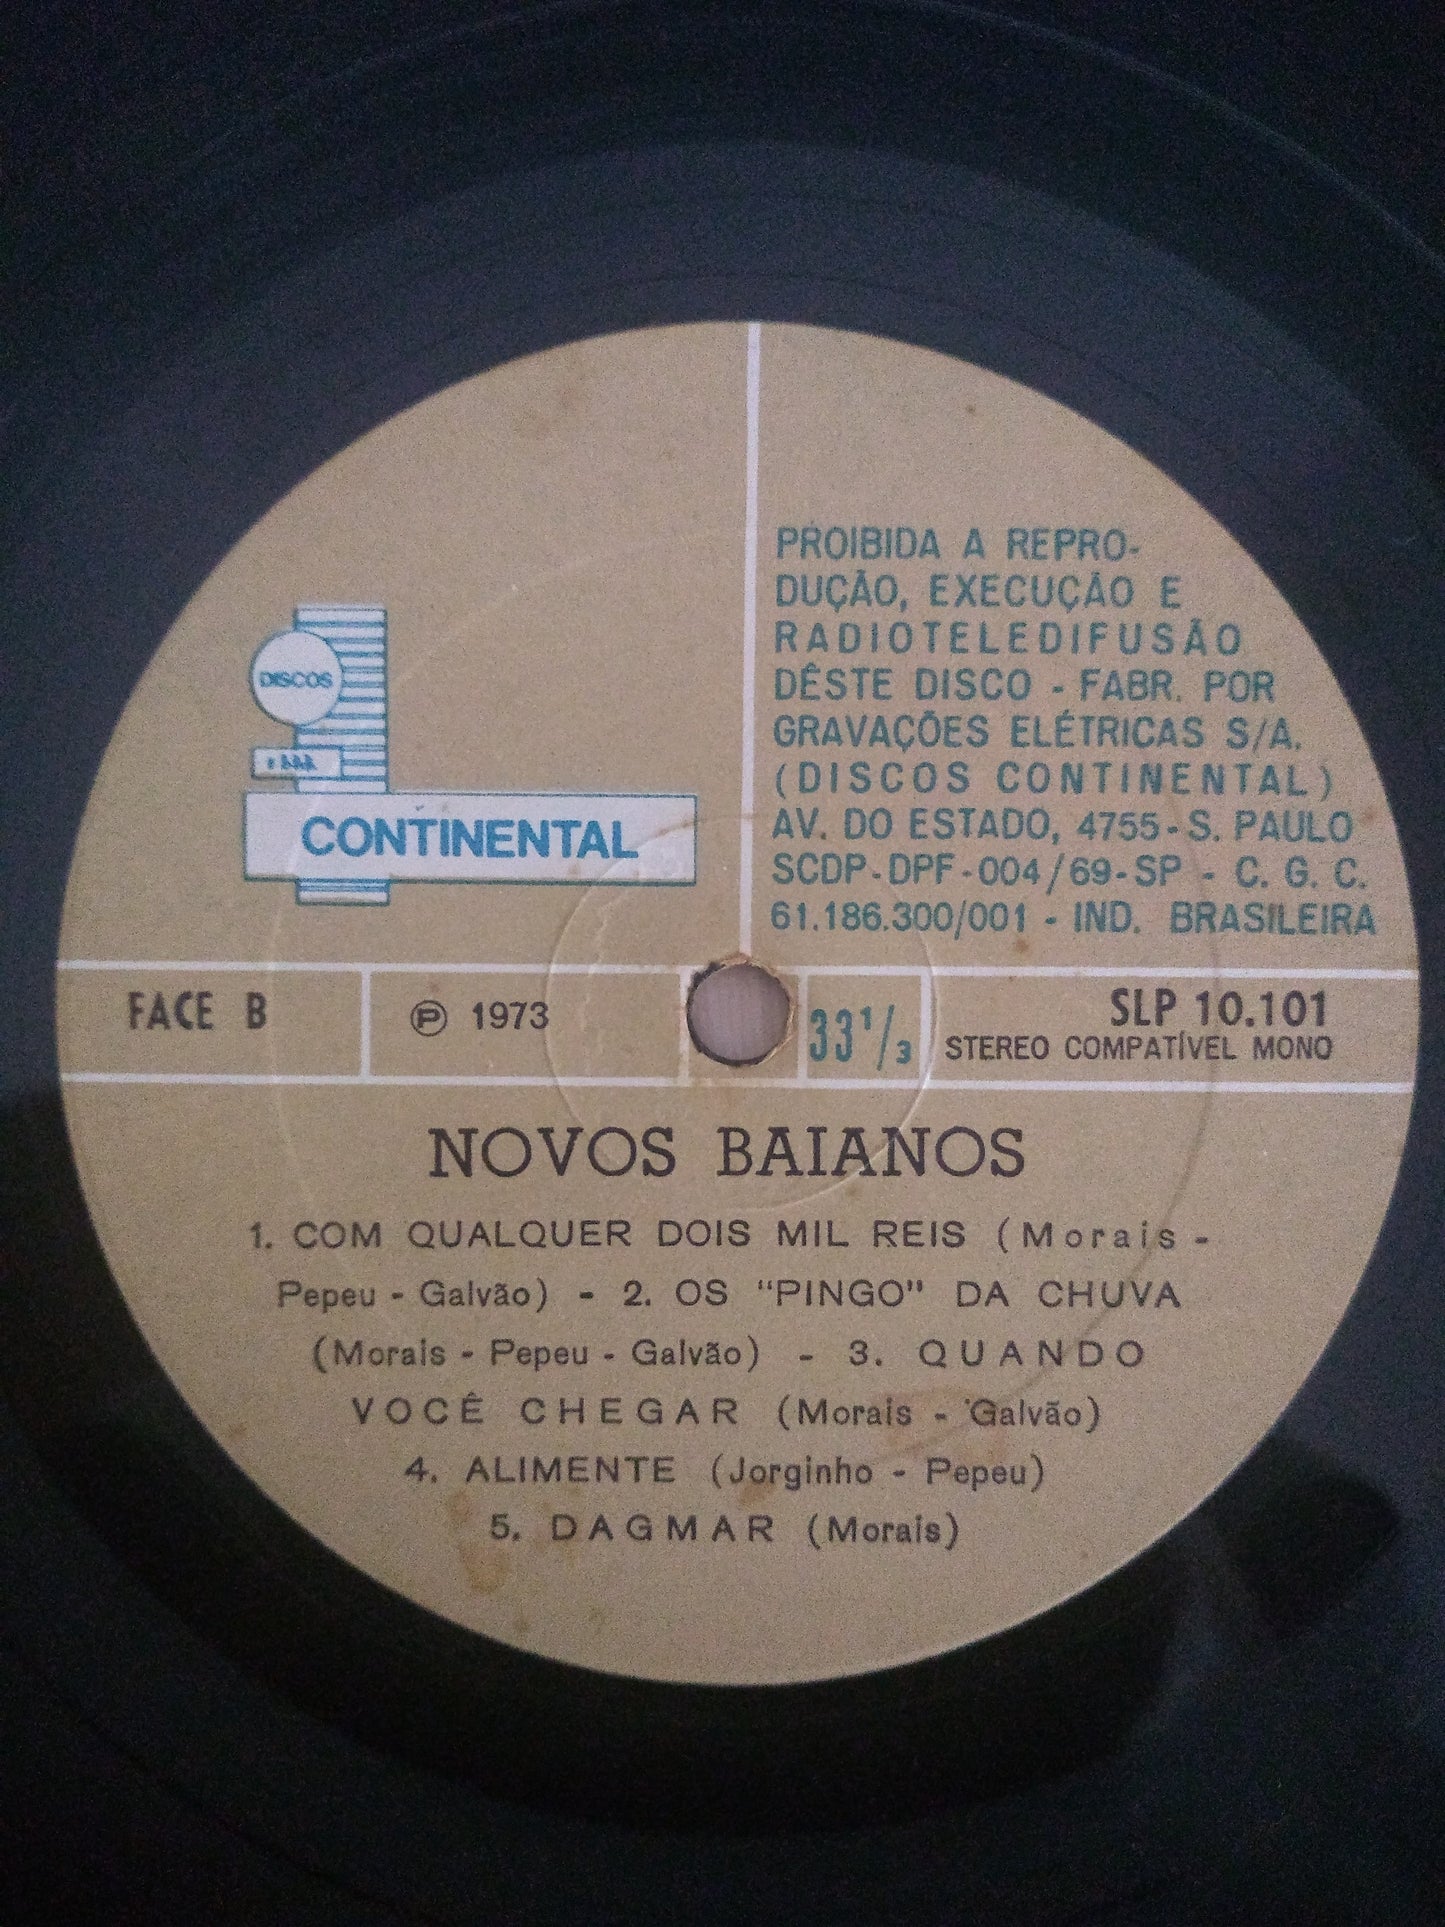 PROIBIDA A REPRO-
DUÇÃO, EXECUÇÃO E
RADIOTELEDIFUSÃO
DÊSTE DISCO - FABR. POR
GRAVAÇÕES ELÉTRICAS S/A.
(DISCOS CONTINENTAL)
AV. DO ESTADO, 4755 - S. PAULO
SCDP - DPF - 004/69 - SP - C. G. C.
61.186.300/001 - IND. BRASILEIRA
DISCOS
CONTINENTAL
FACE B
℗ 1973
33 1/3
SLP 10.101
STEREO COMPATÍVEL MONO
NOVOS BAIANOS
1. COM QUALQUER DOIS MIL REIS (Morais -
Pepeu - Galvão) - 2. OS "PINGO" DA CHUVA
(Morais - Pepeu - Galvão) - 3. QUANDO
VOCÊ CHEGAR (Morais - Galvão)
4. ALIMENTE (Jorginho - Pepeu)
5. DAGMAR (Morais)